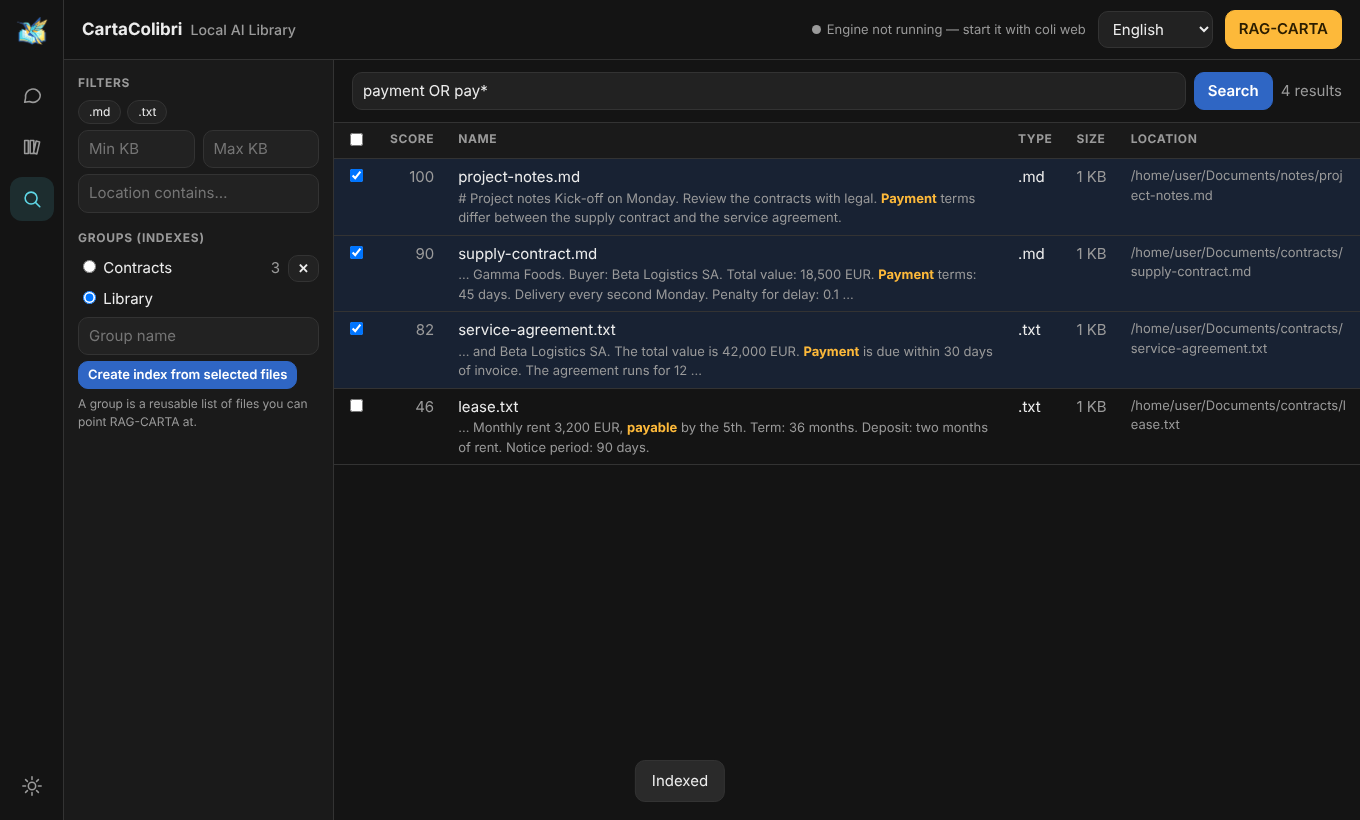 CartaColibri Local AI Library
Engine not running — start it with coli web
English
RAG-CARTA
FILTERS
.md .txt
Min KB Max KB
Location contains...
GROUPS (INDEXES)
Contracts 3 ×
Library
Group name
Create index from selected files
A group is a reusable list of files you can
point RAG-CARTA at.
payment OR pay* Search 4 results
SCORE NAME TYPE SIZE LOCATION
100 project-notes.md .md 1 KB /home/user/Documents/notes/proj
ect-notes.md
# Project notes Kick-off on Monday. Review the contracts with legal. Payment terms
differ between the supply contract and the service agreement.
90 supply-contract.md .md 1 KB /home/user/Documents/contracts/
supply-contract.md
... Gamma Foods. Buyer: Beta Logistics SA. Total value: 18,500 EUR. Payment terms:
45 days. Delivery every second Monday. Penalty for delay: 0.1 ...
82 service-agreement.txt .txt 1 KB /home/user/Documents/contracts/
service-agreement.txt
... and Beta Logistics SA. The total value is 42,000 EUR. Payment is due within 30 days
of invoice. The agreement runs for 12 ...
46 lease.txt .txt 1 KB /home/user/Documents/contracts/l
ease.txt
... Monthly rent 3,200 EUR, payable by the 5th. Term: 36 months. Deposit: two months
of rent. Notice period: 90 days.
Indexed